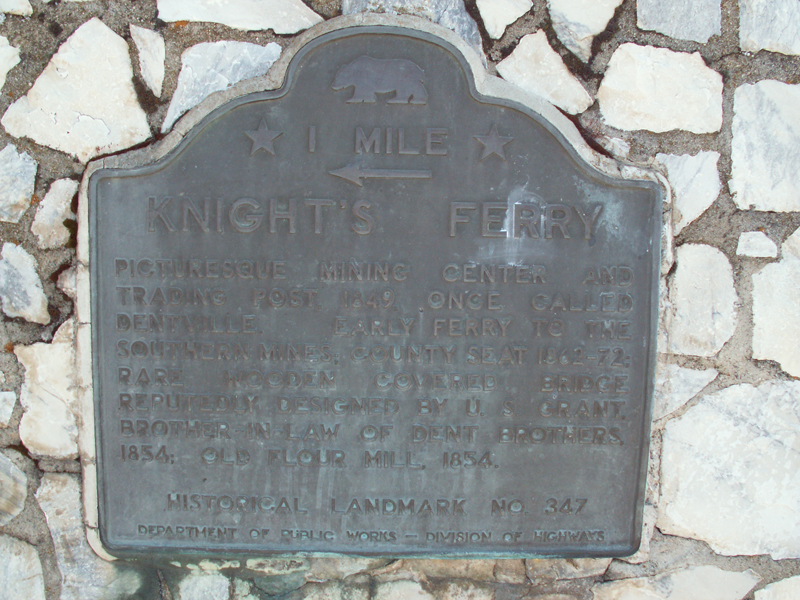 1 MILE
KNIGHT'S FERRY
PICTURESQUE MINING CENTER AND
TRADING POST, 1849, ONCE CALLED
DENTVILLE. EARLY FERRY TO THE
SOUTHERN MINES, COUNTY SEAT 1862-72;
RARE WOODEN COVERED BRIDGE
REPUTEDLY DESIGNED BY U. S. GRANT,
BROTHER-IN-LAW OF DENT BROTHERS,
1854; OLD FLOUR MILL, 1854.
HISTORICAL LANDMARK NO. 347
DEPARTMENT OF PUBLIC WORKS — DIVISION OF HIGHWAYS